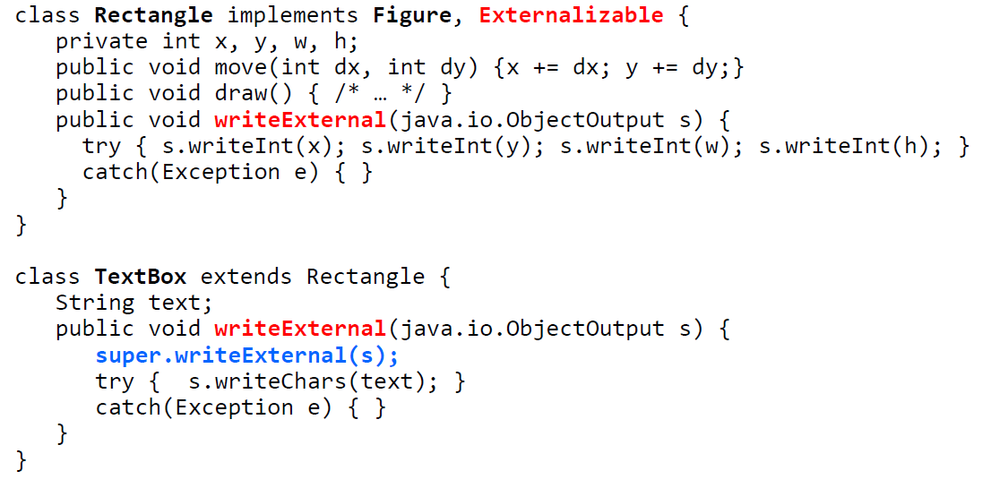 class Rectangle implements Figure, Externalizable {
private int x, y, w, h;
public void move(int dx, int dy) {x += dx; y += dy;}
public void draw() { /* … */ }
public void writeExternal(java.io.ObjectOutput s) {
try { s.writeInt(x); s.writeInt(y); s.writeInt(w); s.writeInt(h); }
catch(Exception e) { }
}
}
class TextBox extends Rectangle {
String text;
public void writeExternal(java.io.ObjectOutput s) {
super.writeExternal(s);
try {  s.writeChars(text); }
catch(Exception e) { }
}
}